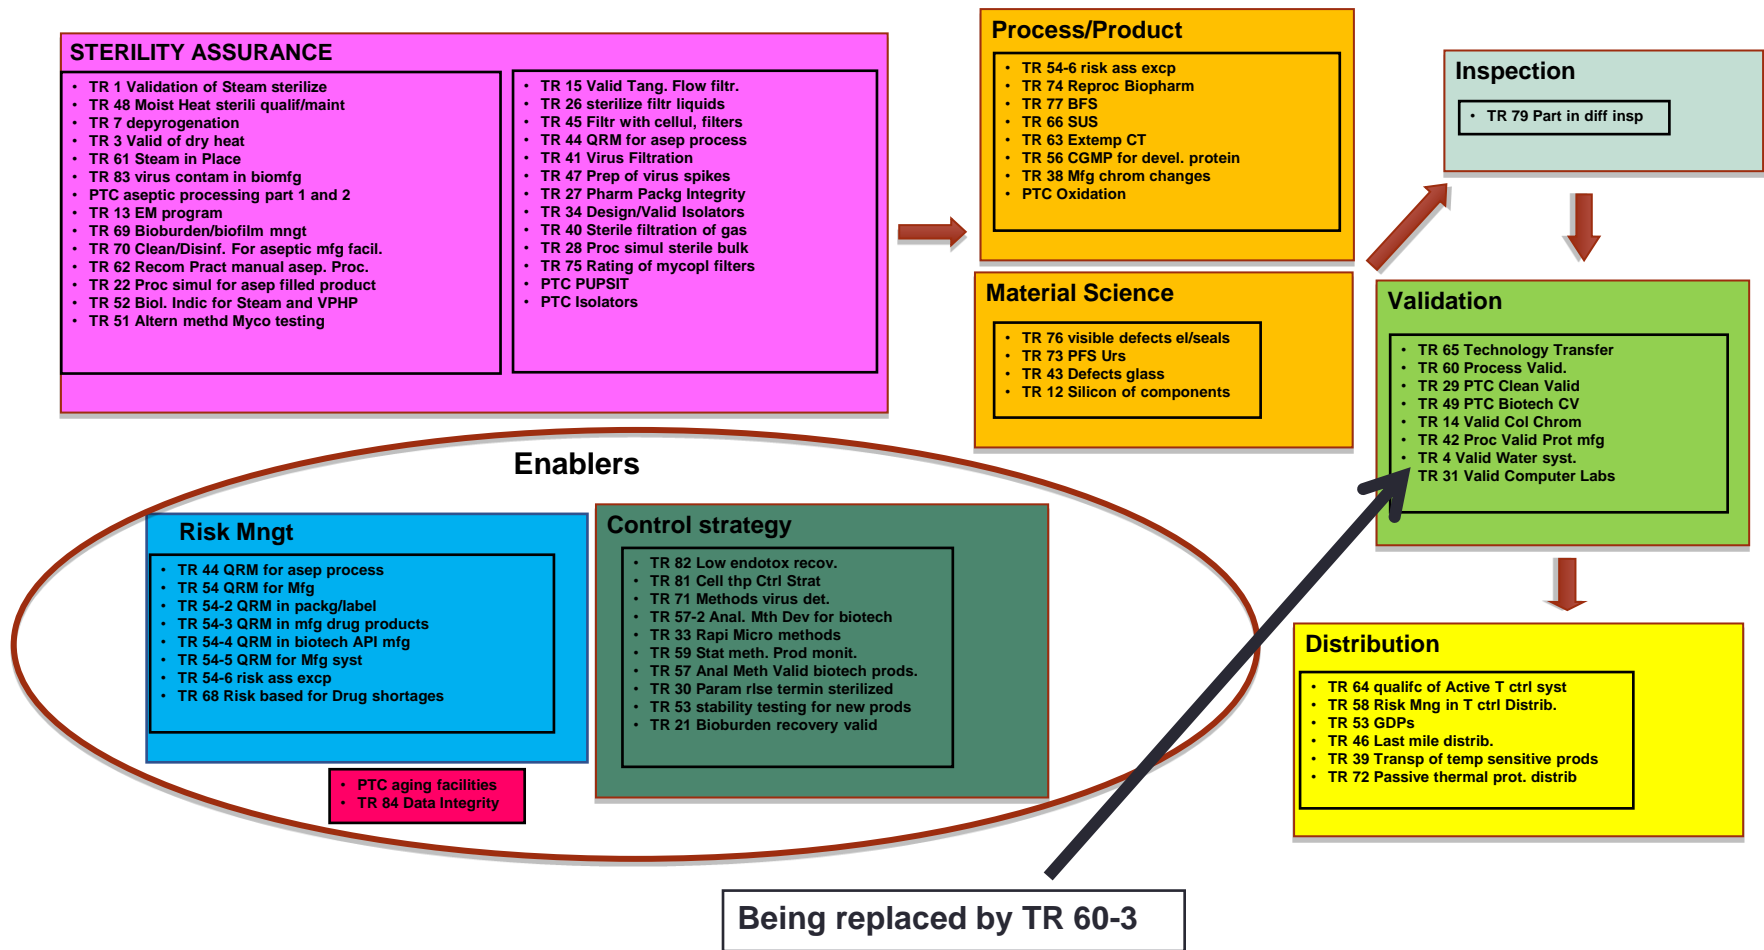 STERILITY ASSURANCE
• TR 1 Validation of Steam sterilize
• TR 48 Moist Heat sterili qualif/maint
• TR 7 depyrogenation
• TR 3 Valid of dry heat
• TR 61 Steam in Place
• TR 83 virus contam in biomfg
• PTC aseptic processing part 1 and 2
• TR 13 EM program
• TR 69 Bioburden/biofilm mngt
• TR 70 Clean/Disinf. For aseptic mfg facil.
• TR 62 Recom Pract manual asep. Proc.
• TR 22 Proc simul for asep filled product
• TR 52 Biol. Indic for Steam and VPHP
• TR 51 Altern methd Myco testing
• TR 15 Valid Tang. Flow filtr.
• TR 26 sterilize filtr liquids
• TR 45 Filtr with cellul, filters
• TR 44 QRM for asep process
• TR 41 Virus Filtration
• TR 47 Prep of virus spikes
• TR 27 Pharm Packg Integrity
• TR 34 Design/Valid Isolators
• TR 40 Sterile filtration of gas
• TR 28 Proc simul sterile bulk
• TR 75 Rating of mycopl filters
• PTC PUPSIT
• PTC Isolators
Process/Product
• TR 54-6 risk ass excp
• TR 74 Reproc Biopharm
• TR 77 BFS
• TR 66 SUS
• TR 63 Extemp CT
• TR 56 CGMP for devel. protein
• TR 38 Mfg chrom changes
• PTC Oxidation
Material Science
• TR 76 visible defects el/seals
• TR 73 PFS Urs
• TR 43 Defects glass
• TR 12 Silicon of components
Inspection
• TR 79 Part in diff insp
Validation
• TR 65 Technology Transfer
• TR 60 Process Valid.
• TR 29 PTC Clean Valid
• TR 49 PTC Biotech CV
• TR 14 Valid Col Chrom
• TR 42 Proc Valid Prot mfg
• TR 4 Valid Water syst.
TR 31 Valid Computer Labs
Distribution
• TR 64 qualifc of Active T ctrl syst
• TR 58 Risk Mng in T ctrl Distrib.
• TR 53 GDPs
• TR 46 Last mile distrib.
• TR 39 Transp of temp sensitive prods
• TR 72 Passive thermal prot. distrib
Enablers
Risk Mngt
• TR 44 QRM for asep process
• TR 54 QRM for Mfg
• TR 54-2 QRM in packg/label
• TR 54-3 QRM in mfg drug products
• TR 54-4 QRM in biotech API mfg
• TR 54-5 QRM for Mfg syst
• TR 54-6 risk ass excp
• TR 68 Risk based for Drug shortages
Control strategy
• TR 82 Low endotox recov.
• TR 81 Cell thp Ctrl Strat
• TR 71 Methods virus det.
• TR 57-2 Anal. Mth Dev for biotech
• TR 33 Rapi Micro methods
• TR 59 Stat meth. Prod monit.
• TR 57 Anal Meth Valid biotech prods.
• TR 30 Param rlse termin sterilized
• TR 53 stability testing for new prods
• TR 21 Bioburden recovery valid
• PTC aging facilities
• TR 84 Data Integrity
Being replaced by TR 60-3